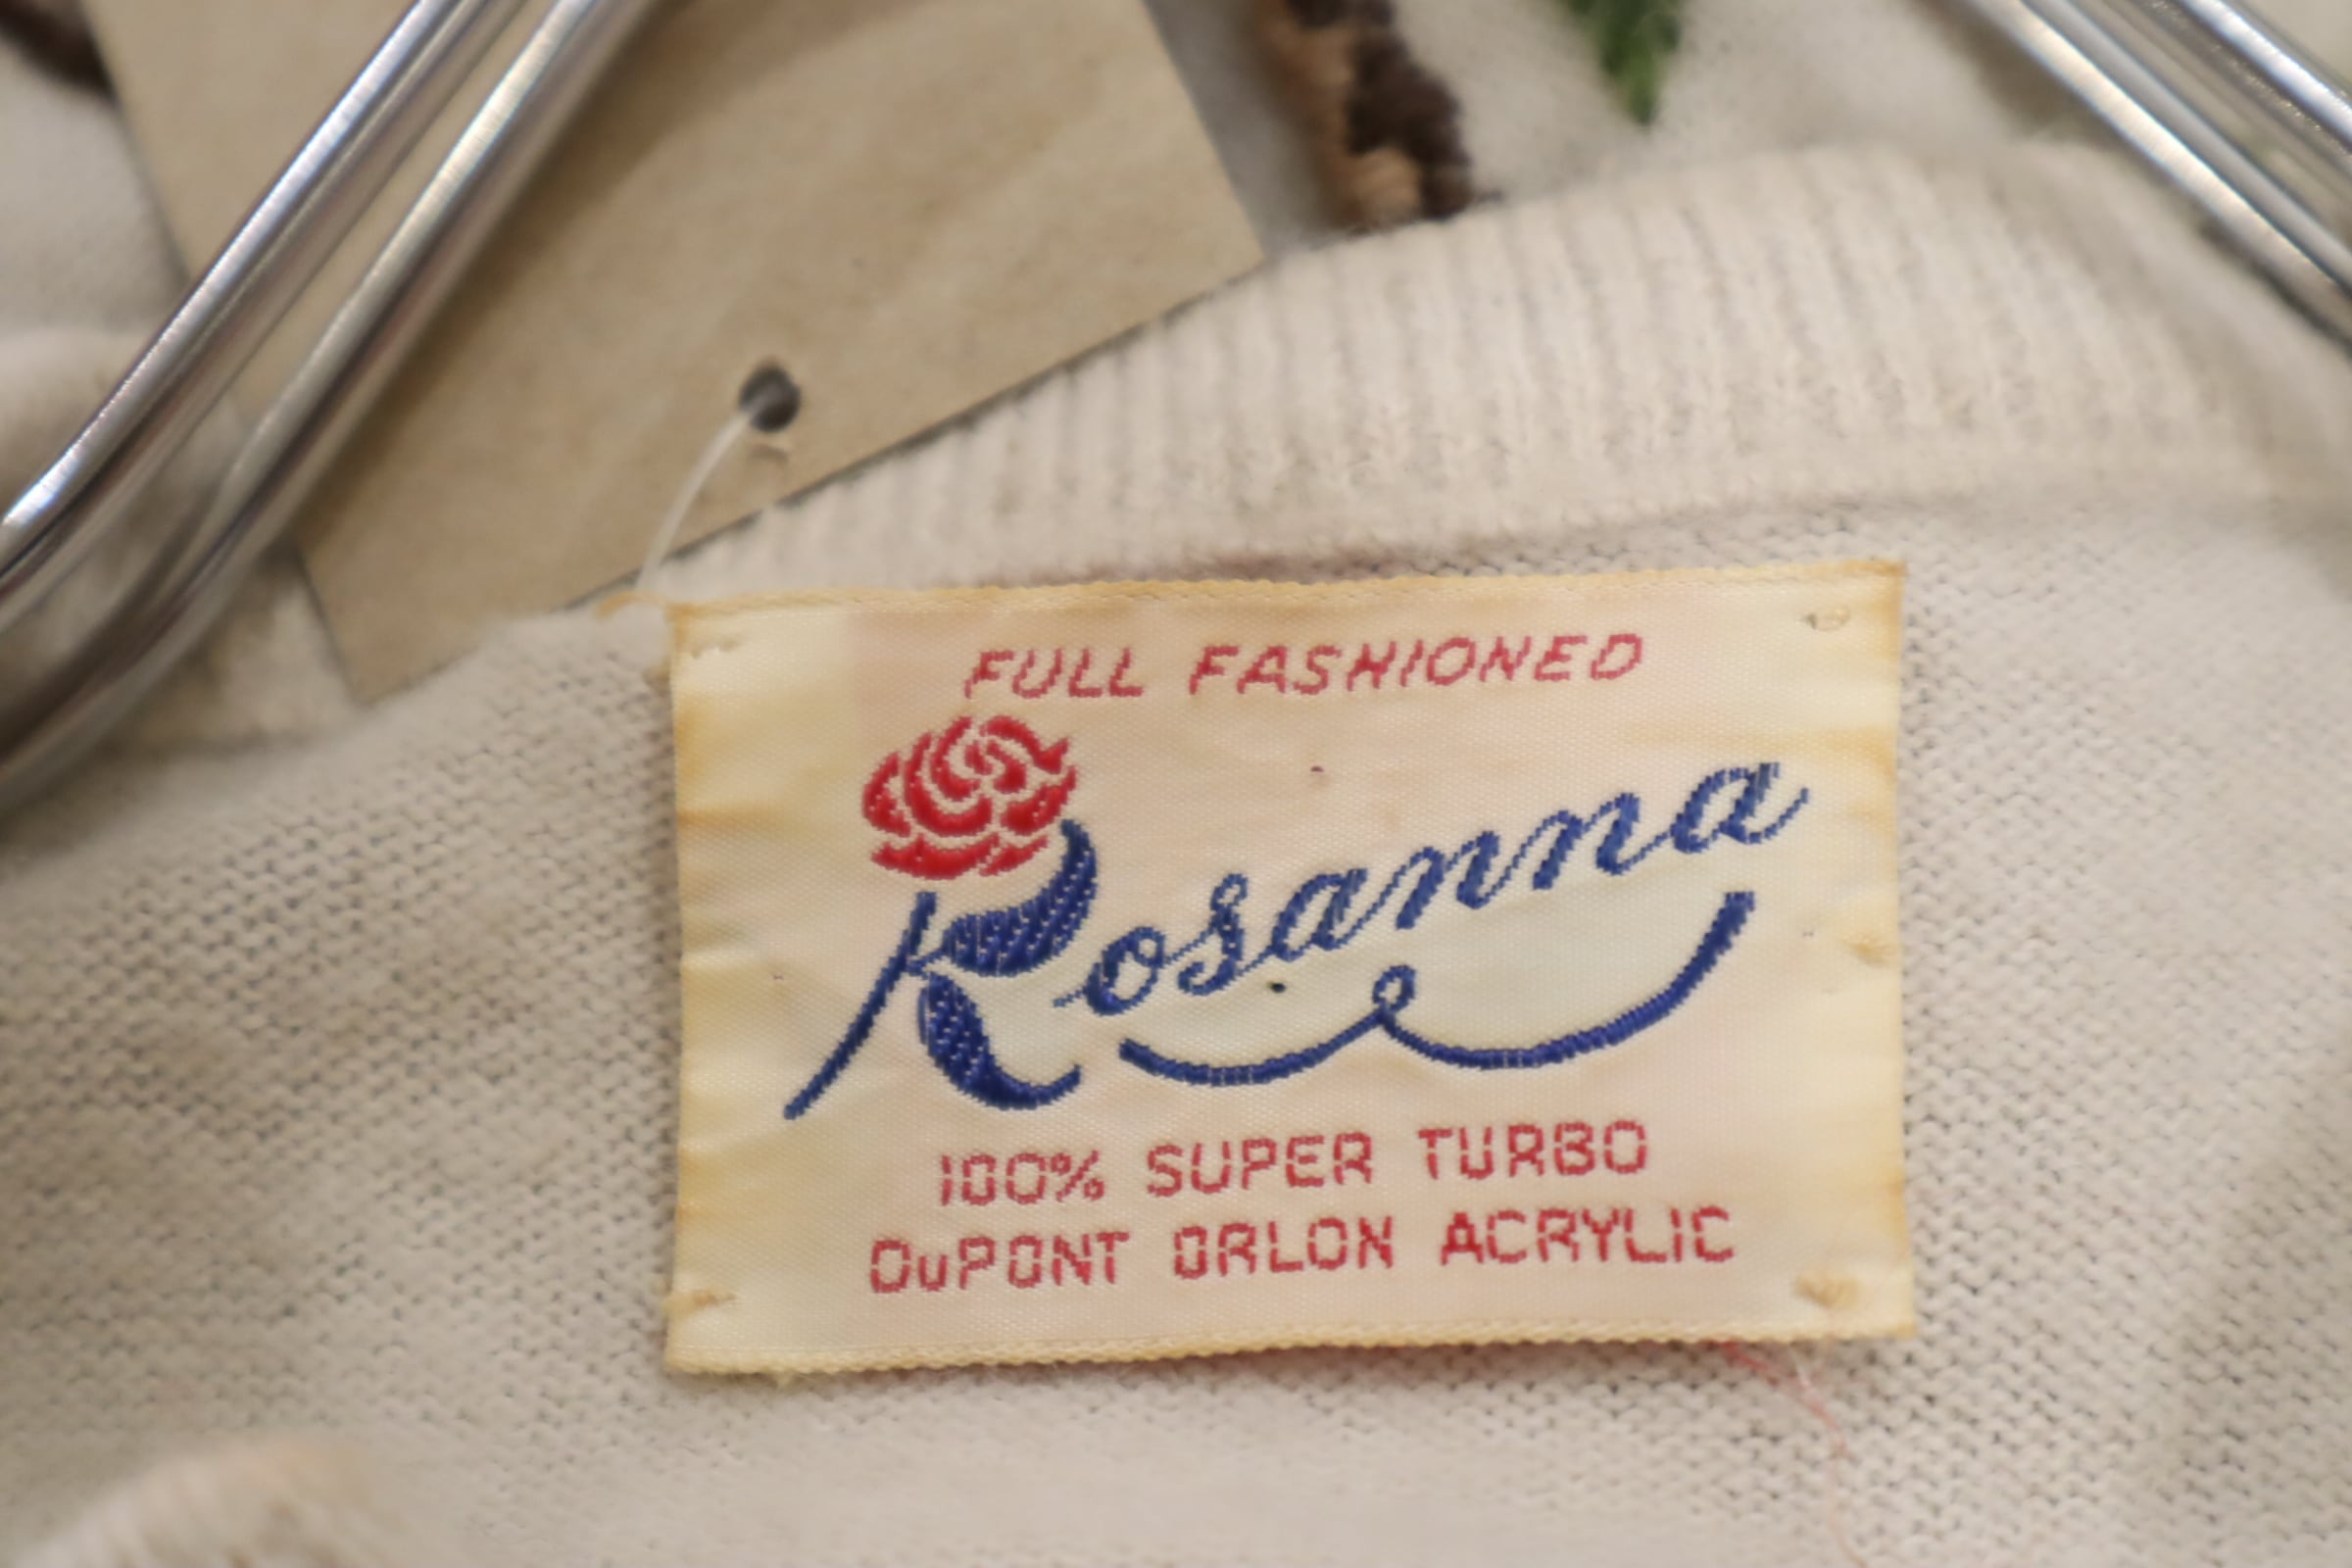 FULL FASHIONED
Rosanna
100% SUPER TURBO
DuPONT ORLON ACRYLIC